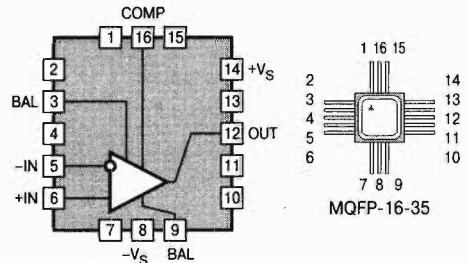 COMP
1 16 15
2
14 +VS
BAL 3
13
4
12 OUT
-IN 5
11
+IN 6
10
7 8 9
-VS BAL
1 16 15
2 14
3 13
4 12
5 11
6 10
7 8 9
MQFP-16-35